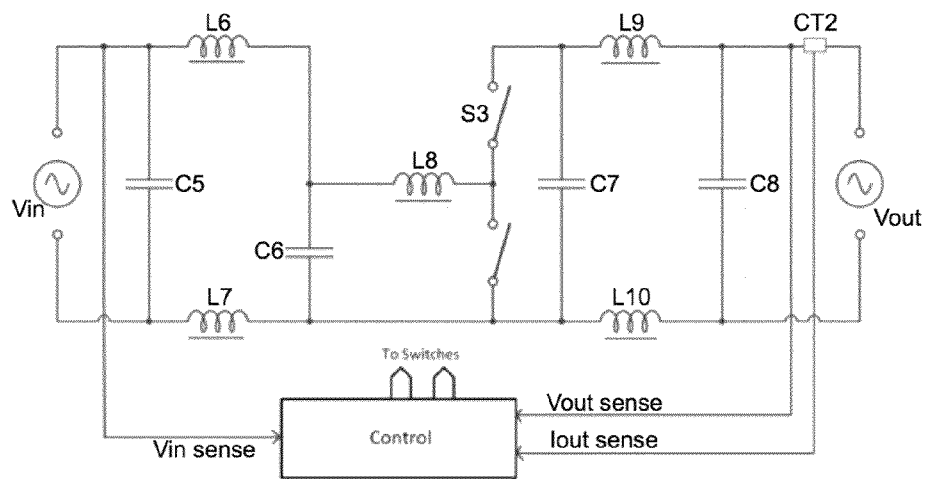 L6
L9
CT2
S3
L8
C5
C7
C8
Vin
Vout
C6
L7
L10
To Switches
Vout sense
Control
Vin sense
Iout sense